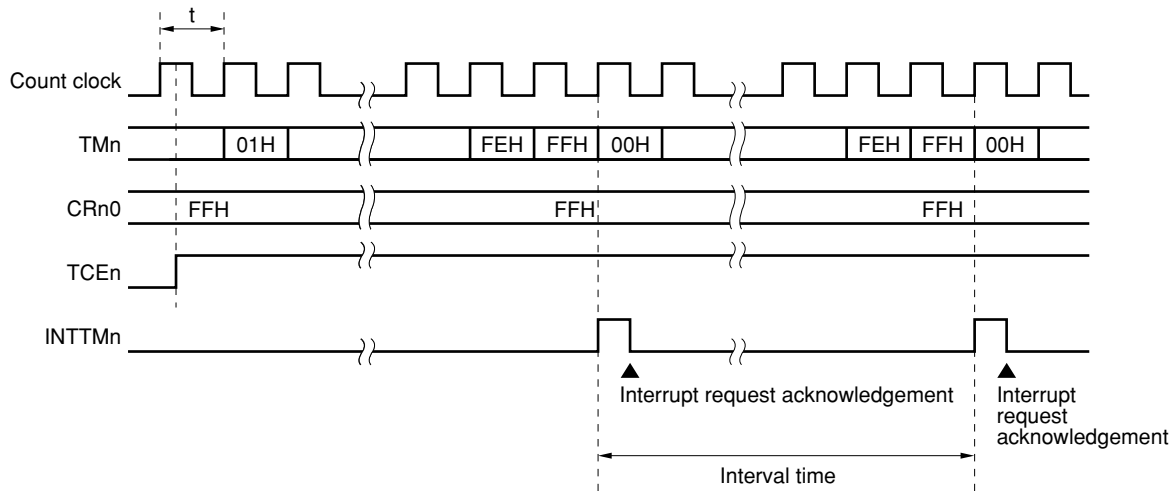 t
Count clock
TMn 01H FEH FFH 00H FEH FFH 00H
CRn0 FFH FFH FFH
TCEn
INTTMn
Interrupt request acknowledgement
Interrupt
request
acknowledgement
Interval time